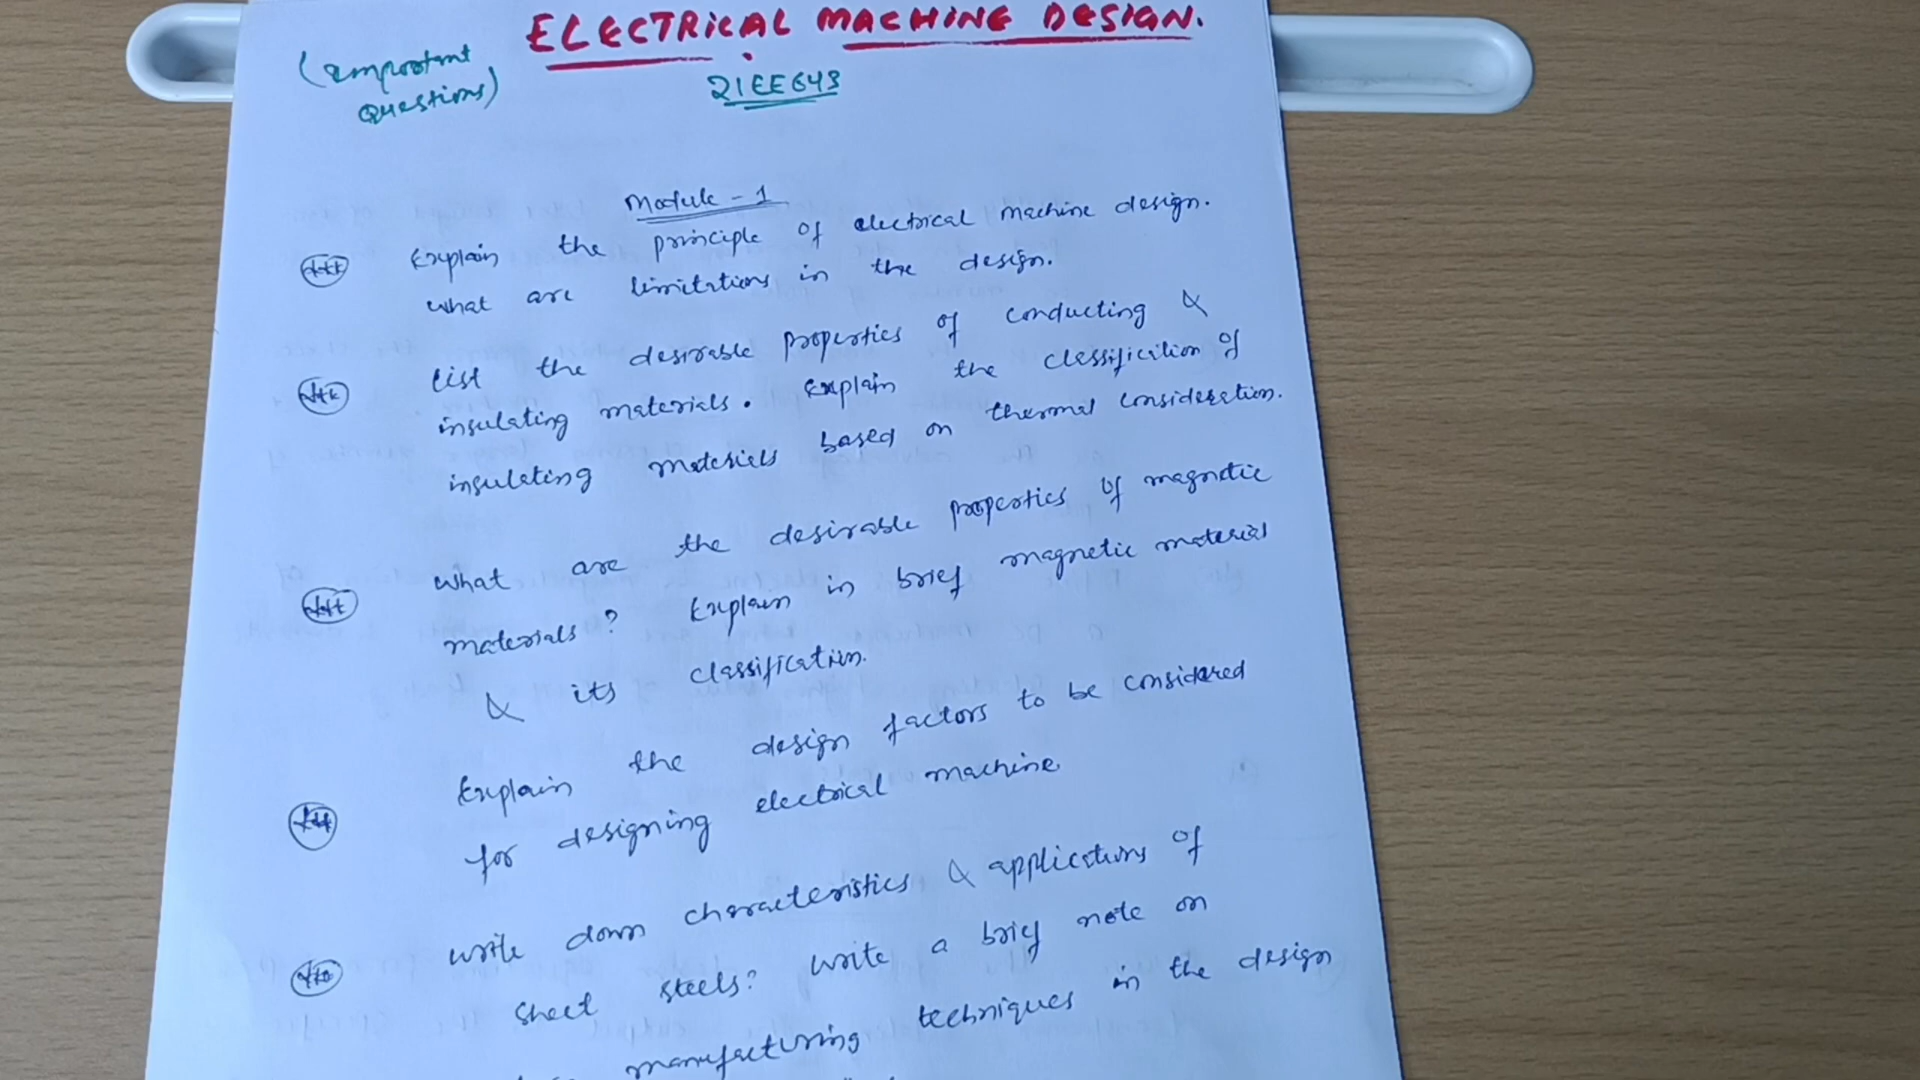 ELECTRICAL MACHINE DESIGN.
(important
questions)
21EE643
Module - 1
Explain the principle of electrical machine design.
what are limitations in the design.
List the desirable properties of conducting &
insulating materials. Explain the classification of
insulating materials based on thermal consideration.
what are the desirable properties of magnetic
materials? Explain in brief magnetic material
& its classification.
Explain the design factors to be considered
for designing electrical machine
write down characteristics & applications of
sheet steels? write a brief note on
manufacturing techniques in the design